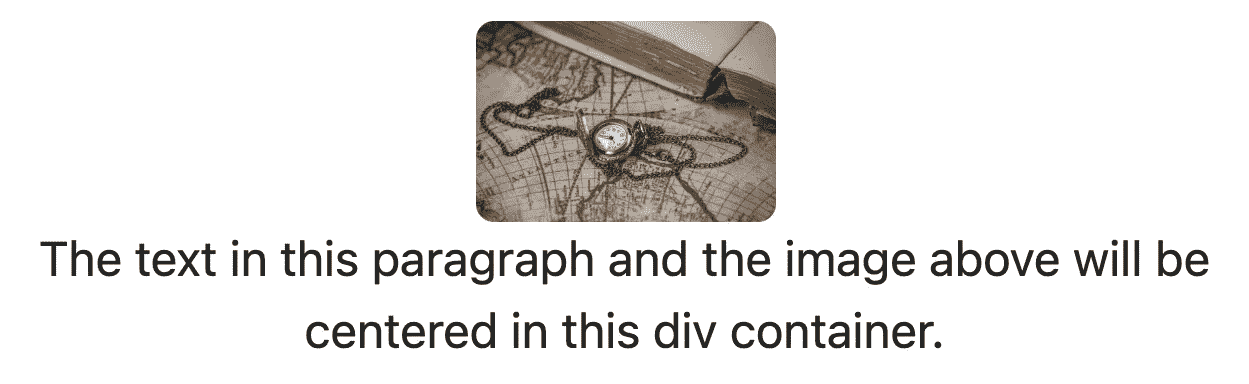 The text in this paragraph and the image above will be
centered in this div container.